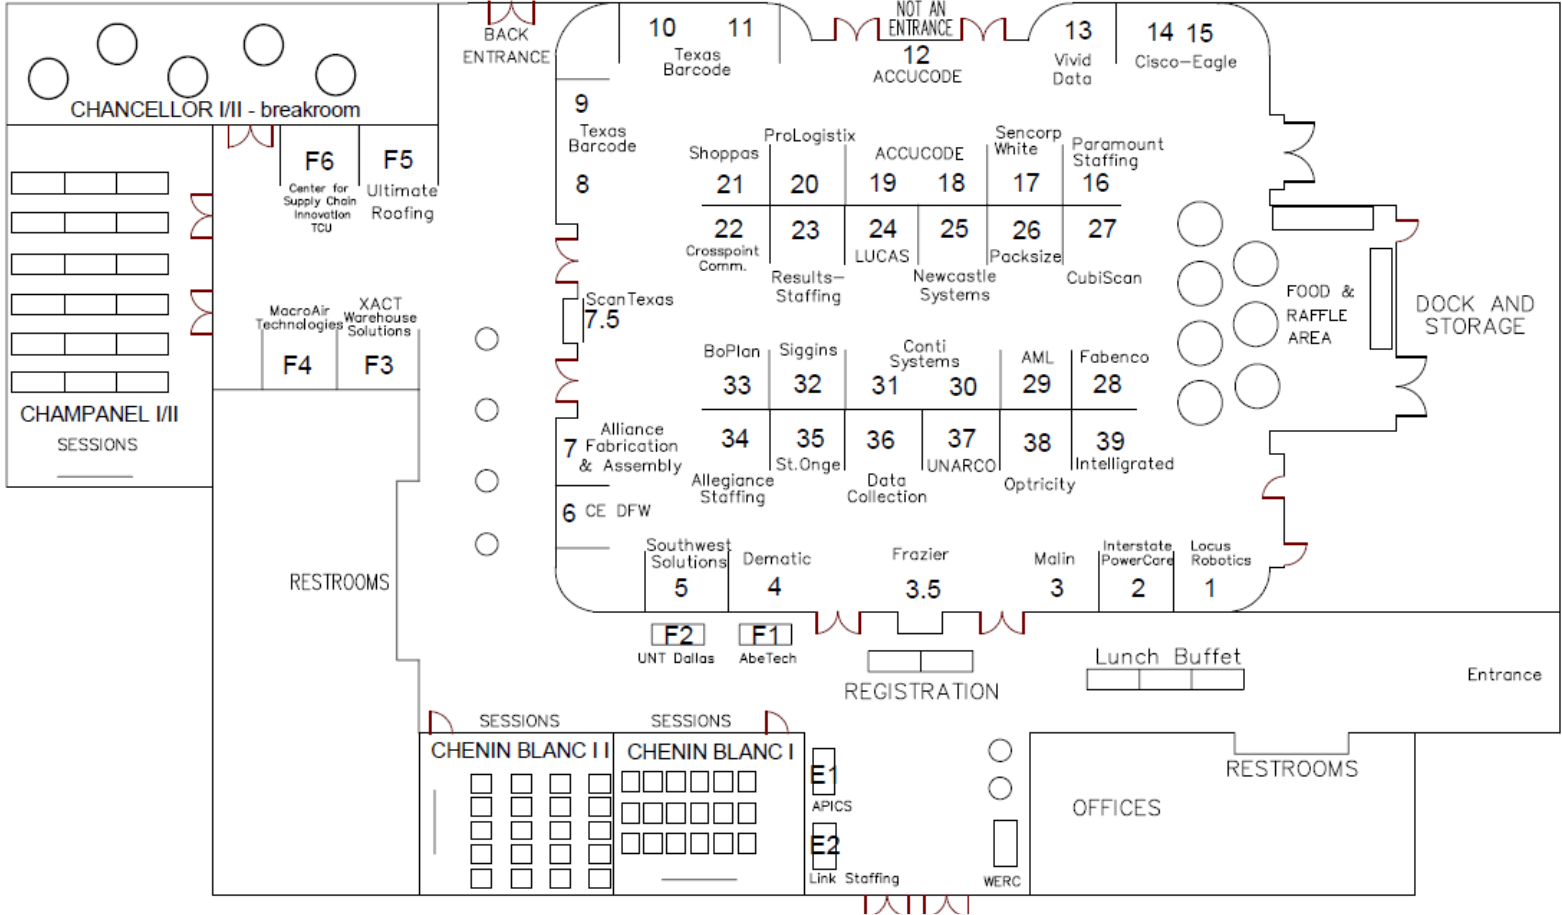 NOT AN
ENTRANCE
BACK
ENTRANCE
10
11
Texas
Barcode
12
ACCUCODE
13
Vivid
Data
14 15
Cisco-Eagle
CHANCELLOR I/II - breakroom
9
Texas
Barcode
8
F6
Center for
Supply Chain
Innovation
TCU
F5
Ultimate
Roofing
Shoppas
21
ProLogistix
20
ACCUCODE
19
18
Sencorp
White
17
Paramount
Staffing
16
22
Crosspoint
Comm.
23
Results-
Staffing
24
LUCAS
25
Newcastle
Systems
26
Packsize
27
CubiScan
FOOD &
RAFFLE
AREA
DOCK AND
STORAGE
MacroAir
Technologies
F4
XACT
Warehouse
Solutions
F3
ScanTexas
7.5
BoPlan
33
Siggins
32
Conti
Systems
31
30
AML
29
Fabenco
28
CHAMPANEL I/II
SESSIONS
7
Alliance
Fabrication
& Assembly
34
Allegiance
Staffing
35
St.Onge
36
Data
Collection
37
UNARCO
38
Optricity
39
Intelligrated
6 CE DFW
Southwest
Solutions
5
Dematic
4
Frazier
3.5
Malin
3
Interstate
PowerCare
2
Locus
Robotics
1
RESTROOMS
F2
UNT Dallas
F1
AbeTech
REGISTRATION
Lunch Buffet
Entrance
SESSIONS
CHENIN BLANC I I
SESSIONS
CHENIN BLANC I
E1
APICS
E2
Link Staffing
WERC
OFFICES
RESTROOMS